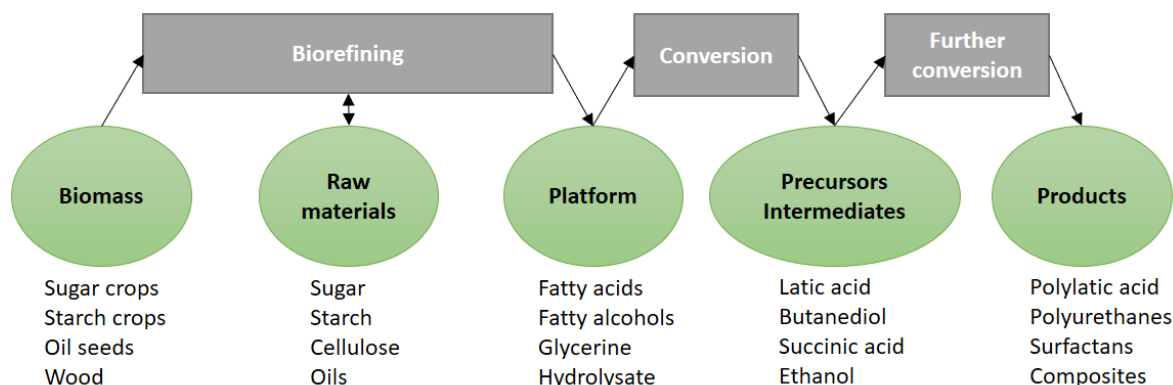 Biorefining
Conversion
Further
conversion
Biomass
Raw
materials
Platform
Precursors
Intermediates
Products
Sugar crops
Starch crops
Oil seeds
Wood
Sugar
Starch
Cellulose
Oils
Fatty acids
Fatty alcohols
Glycerine
Hydrolysate
Latic acid
Butanediol
Succinic acid
Ethanol
Polylatic acid
Polyurethanes
Surfactans
Composites